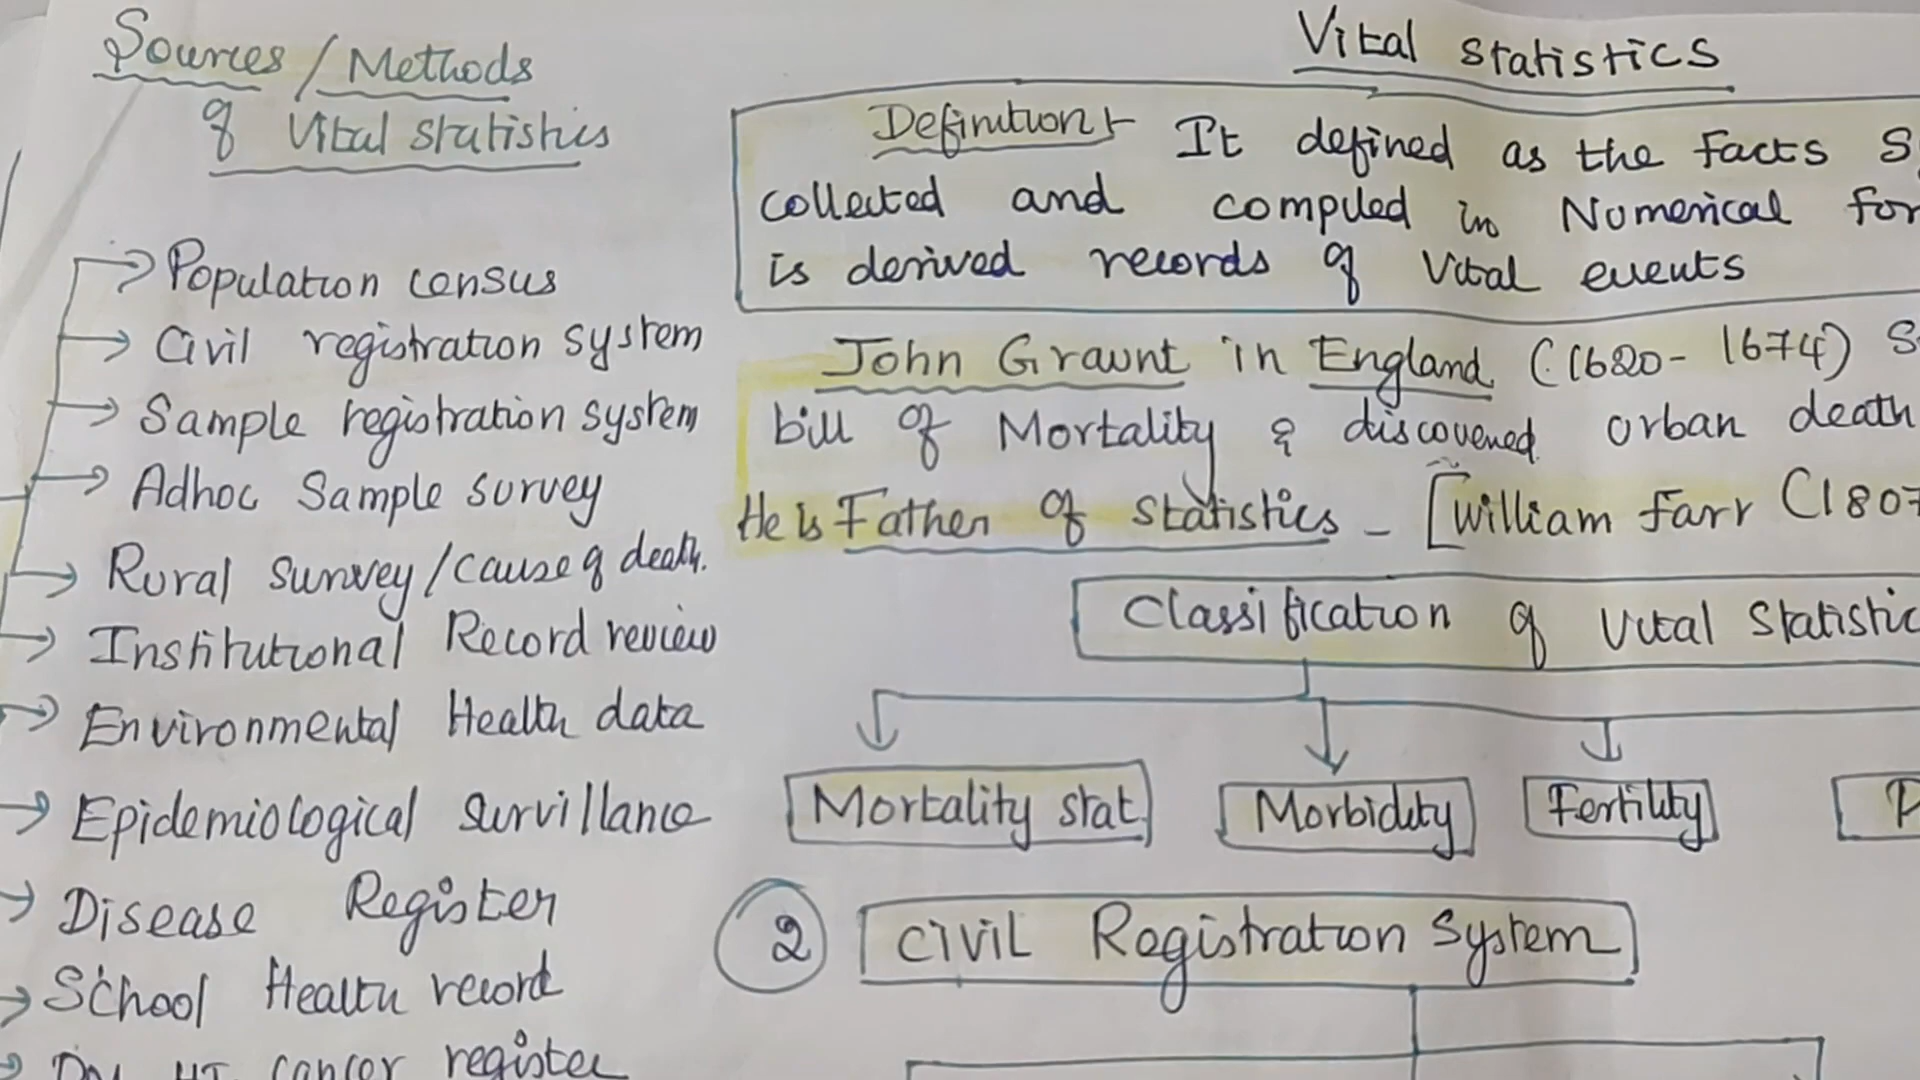 Sources / Methods
of Vital statistics
Population census
Civil registration system
Sample registration system
Adhoc Sample survey
Rural survey / cause of death.
Institutional Record review
Environmental Health data
Epidemiological survillance
Disease Register
School Health record
cancer register
Vital statistics
Definition It defined as the facts S
collected and compiled in Numerical for
is derived records of Vital events
John Graunt in England (1620- 1674) S
bill of Mortality & discovered urban death
He is Father of statistics - [William Farr (1807
Classification of Vital Statistic
Mortality stat
Morbidity
Fertility
P
2 CIVIL Registration System